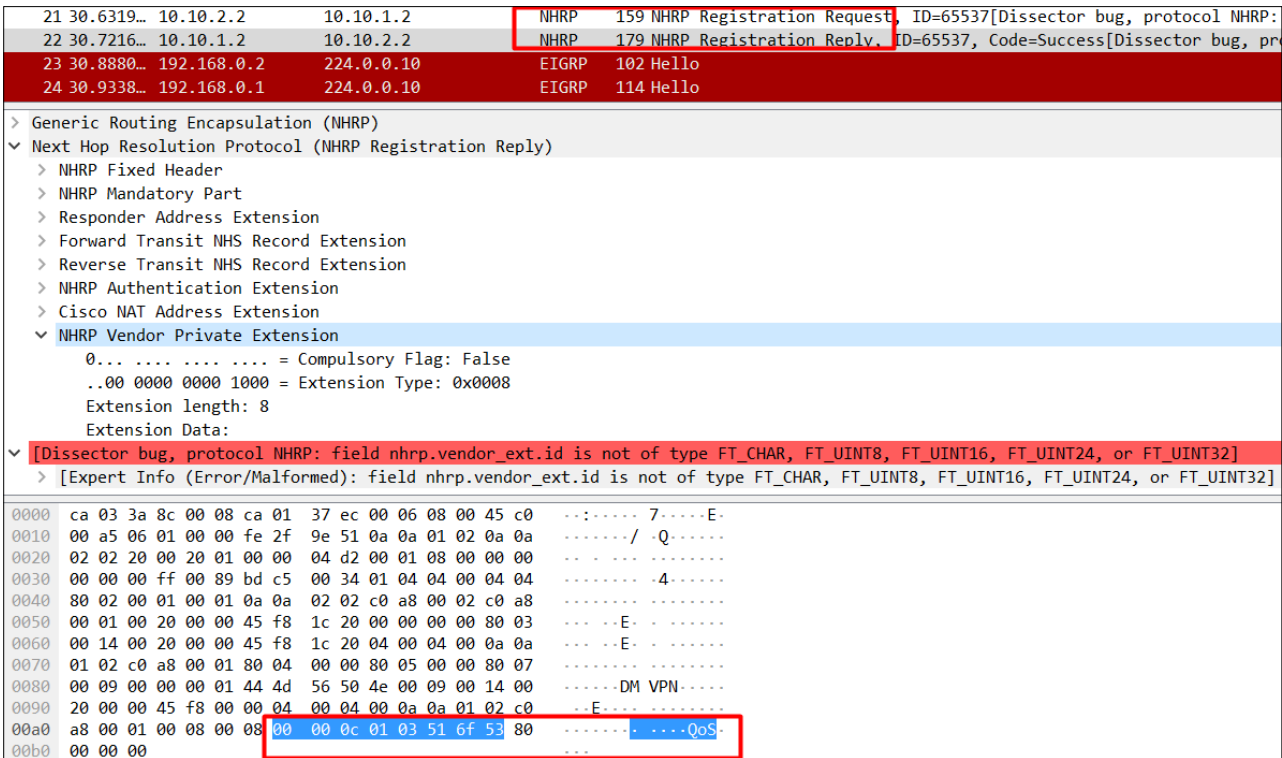 21 30.6319… 10.10.2.2 10.10.1.2 NHRP 159 NHRP Registration Request, ID=65537[Dissector bug, protocol NHRP:
22 30.7216… 10.10.1.2 10.10.2.2 NHRP 179 NHRP Registration Reply, ID=65537, Code=Success[Dissector bug, pro
23 30.8880… 192.168.0.2 224.0.0.10 EIGRP 102 Hello
24 30.9338… 192.168.0.1 224.0.0.10 EIGRP 114 Hello
> Generic Routing Encapsulation (NHRP)
Next Hop Resolution Protocol (NHRP Registration Reply)
> NHRP Fixed Header
> NHRP Mandatory Part
> Responder Address Extension
> Forward Transit NHS Record Extension
> Reverse Transit NHS Record Extension
> NHRP Authentication Extension
> Cisco NAT Address Extension
NHRP Vendor Private Extension
0... .... .... .... = Compulsory Flag: False
..00 0000 0000 1000 = Extension Type: 0x0008
Extension length: 8
Extension Data:
[Dissector bug, protocol NHRP: field nhrp.vendor_ext.id is not of type FT_CHAR, FT_UINT8, FT_UINT16, FT_UINT24, or FT_UINT32]
> [Expert Info (Error/Malformed): field nhrp.vendor_ext.id is not of type FT_CHAR, FT_UINT8, FT_UINT16, FT_UINT24, or FT_UINT32]
0000 ca 03 3a 8c 00 08 ca 01 37 ec 00 06 08 00 45 c0 ··:····· 7·····E·
0010 00 a5 06 01 00 00 fe 2f 9e 51 0a 0a 01 02 0a 0a ·······/ ·Q······
0020 02 02 20 00 20 01 00 00 04 d2 00 01 08 00 00 00 ·· · ··· ········
0030 00 00 00 ff 00 89 bd c5 00 34 01 04 04 00 04 04 ········ ·4······
0040 80 02 00 01 00 01 0a 0a 02 02 c0 a8 00 02 c0 a8 ········ ········
0050 00 01 00 20 00 00 45 f8 1c 20 00 00 00 00 80 03 ··· ··E· · ······
0060 00 14 00 20 00 00 45 f8 1c 20 04 00 04 00 0a 0a ··· ··E· · ······
0070 01 02 c0 a8 00 01 80 04 00 00 80 05 00 00 80 07 ········ ········
0080 00 09 00 00 00 01 44 4d 56 50 4e 00 09 00 14 00 ······DM VPN·····
0090 20 00 00 45 f8 00 00 04 00 04 00 0a 0a 01 02 c0 ··E···· ········
00a0 a8 00 01 00 08 00 08 00 00 0c 01 03 51 6f 53 80 ········ ····QoS·
00b0 00 00 00 ···